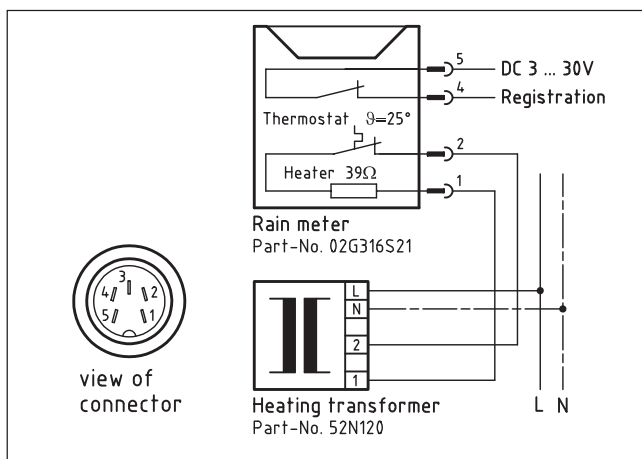 5 DC 3 ... 30V
4 Registration
Thermostat ϑ=25°
2
Heater 39Ω
1
Rain meter
Part-No. 02G316S21
3
4 2
5 1
view of
connector
L
N
2
1
Heating transformer
Part-No. 52N120
L N